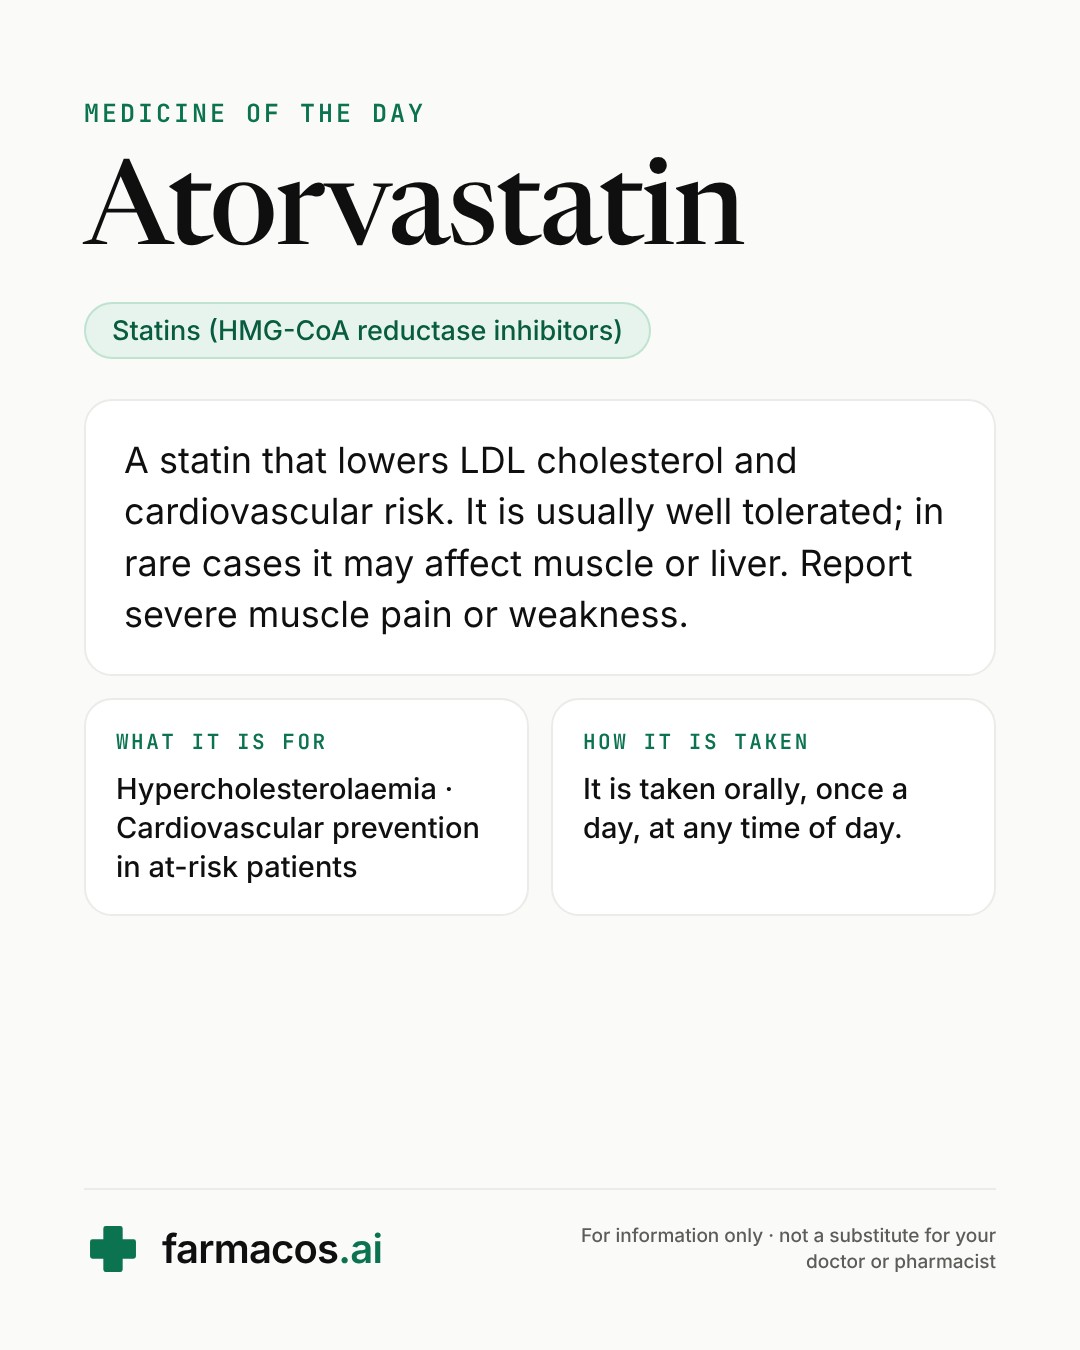 MEDICINE OF THE DAY
Atorvastatin
Statins (HMG-CoA reductase inhibitors)
A statin that lowers LDL cholesterol and
cardiovascular risk. It is usually well tolerated; in
rare cases it may affect muscle or liver. Report
severe muscle pain or weakness.
WHAT IT IS FOR
Hypercholesterolaemia ·
Cardiovascular prevention
in at-risk patients
HOW IT IS TAKEN
It is taken orally, once a
day, at any time of day.
farmacos.ai
For information only · not a substitute for your
doctor or pharmacist